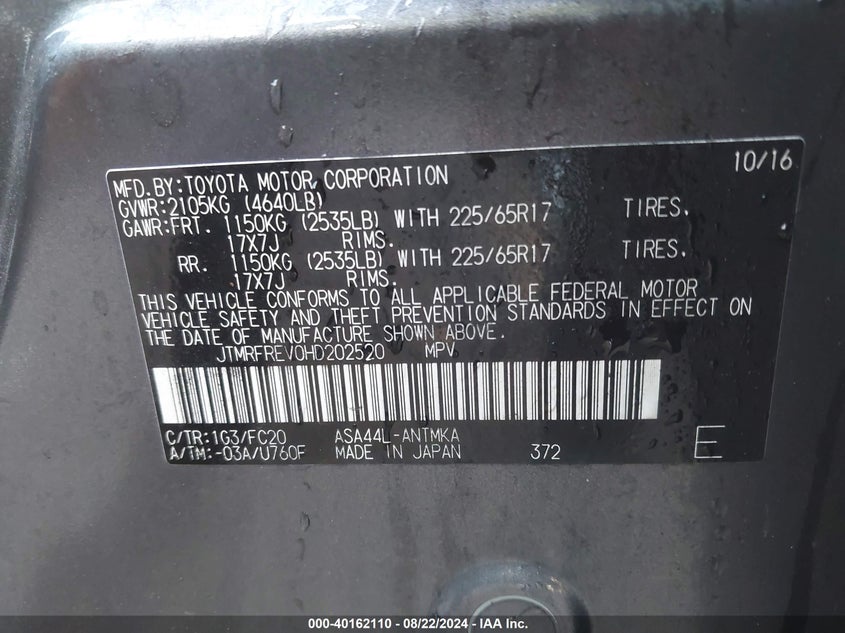 10/16
MFD.BY:TOYOTA MOTOR CORPORATION
GVWR:2105KG (4640LB)
GAWR:FRT. 1150KG (2535LB) WITH 225/65R17 TIRES.
17X7J RIMS.
RR. 1150KG (2535LB) WITH 225/65R17 TIRES.
17X7J RIMS.
THIS VEHICLE CONFORMS TO ALL APPLICABLE FEDERAL MOTOR
VEHICLE SAFETY AND THEFT PREVENTION STANDARDS IN EFFECT ON
THE DATE OF MANUFACTURE SHOWN ABOVE.
JTMRFREV0HD202520 MPV
C/TR:1G3/FC20 ASA44L-ANTMKA
A/TM:-03A/U760F MADE IN JAPAN 372 E
000-40162110 - 08/22/2024 - IAA Inc.